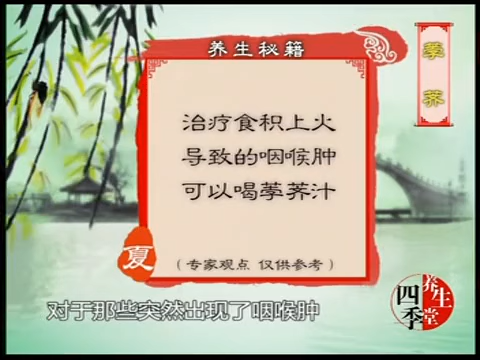 养生秘籍
荸荠
治疗食积上火
导致的咽喉肿
可以喝荸荠汁
夏
（专家观点 仅供参考）
四季
养生堂
对于那些突然出现了咽喉肿